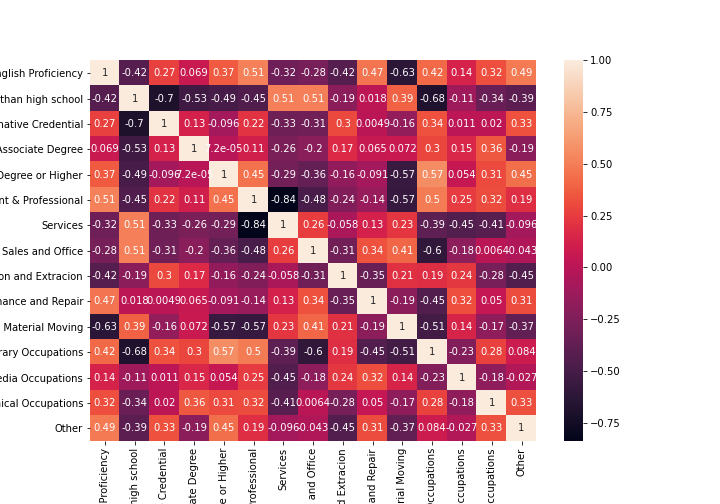 glish Proficiency 1 -0.42 0.27 0.069 0.37 0.51 -0.32 -0.28 -0.42 0.47 -0.63 0.42 0.14 0.32 0.49
than high school -0.42 1 -0.7 -0.53 -0.49 -0.45 0.51 0.51 -0.19 0.018 0.39 -0.68 -0.11 -0.34 -0.39
native Credential 0.27 -0.7 1 0.13 -0.096 0.22 -0.33 -0.31 0.3 0.0049 -0.16 0.34 0.011 0.02 0.33
Associate Degree 0.069 -0.53 0.13 1 7.2e-05 0.11 -0.26 -0.2 0.17 0.065 0.072 0.3 0.15 0.36 -0.19
Degree or Higher 0.37 -0.49 -0.096 7.2e-05 1 0.45 -0.29 -0.36 -0.16 -0.091 -0.57 0.57 0.054 0.31 0.45
nt & Professional 0.51 -0.45 0.22 0.11 0.45 1 -0.84 -0.48 -0.24 -0.14 -0.57 0.5 0.25 0.32 0.19
Services -0.32 0.51 -0.33 -0.26 -0.29 -0.84 1 0.26 -0.058 0.13 0.23 -0.39 -0.45 -0.41 -0.096
Sales and Office -0.28 0.51 -0.31 -0.2 -0.36 -0.48 0.26 1 -0.31 0.34 0.41 -0.6 -0.18 0.0064 -0.043
on and Extracion -0.42 -0.19 0.3 0.17 -0.16 -0.24 -0.058 -0.31 1 -0.35 0.21 0.19 0.24 -0.28 -0.45
nance and Repair 0.47 0.018 0.0049 0.065 -0.091 -0.14 0.13 0.34 -0.35 1 -0.19 -0.45 0.32 0.05 0.31
Material Moving -0.63 0.39 -0.16 0.072 -0.57 -0.57 0.23 0.41 0.21 -0.19 1 -0.51 0.14 -0.17 -0.37
rary Occupations 0.42 -0.68 0.34 0.3 0.57 0.5 -0.39 -0.6 0.19 -0.45 -0.51 1 -0.23 0.28 0.084
edia Occupations 0.14 -0.11 0.011 0.15 0.054 0.25 -0.45 -0.18 0.24 0.32 0.14 -0.23 1 -0.18 -0.027
nical Occupations 0.32 -0.34 0.02 0.36 0.31 0.32 -0.41 0.0064 -0.28 0.05 -0.17 0.28 -0.18 1 0.33
Other 0.49 -0.39 0.33 -0.19 0.45 0.19 -0.096 -0.043 -0.45 0.31 -0.37 0.084 -0.027 0.33 1
Proficiency
high school
Credential
ate Degree
e or Higher
ofessional
Services
and Office
d Extracion
and Repair
rial Moving
ccupations
ccupations
ccupations
Other
1.00
0.75
0.50
0.25
0.00
−0.25
−0.50
−0.75